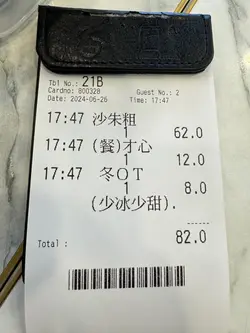 Tbl No.: 21B
Cardno: 800328 Guest No.: 2
Date: 2024-06-26 Time: 17:47
17:47 沙朱粗
1 62.0
17:47 (餐)才心
1 12.0
17:47 冬OT
1 8.0
(少冰少甜).
Total: 82.0